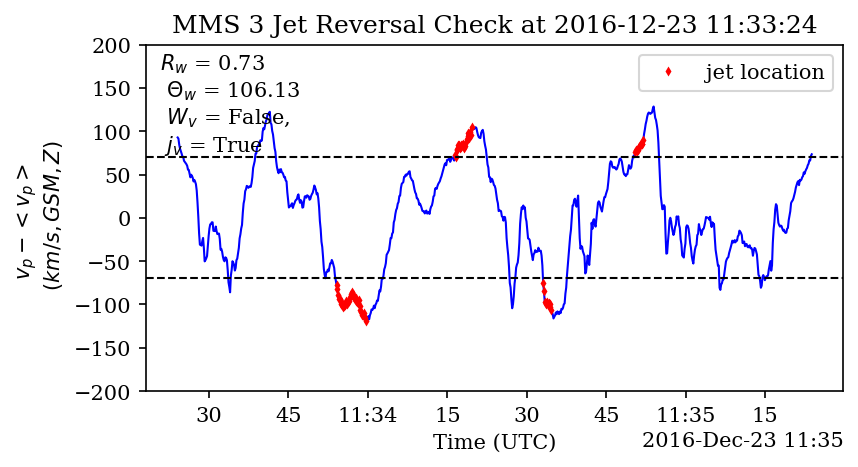 MMS 3 Jet Reversal Check at 2016-12-23 11:33:24
R_w = 0.73
Θ_w = 106.13
W_v = False,
j_v = True
jet location
200
150
100
50
0
−50
−100
−150
−200
v_p − < v_p >
(km/s, GSM, Z)
30 45 11:34 15 30 45 11:35 15
Time (UTC)
2016-Dec-23 11:35